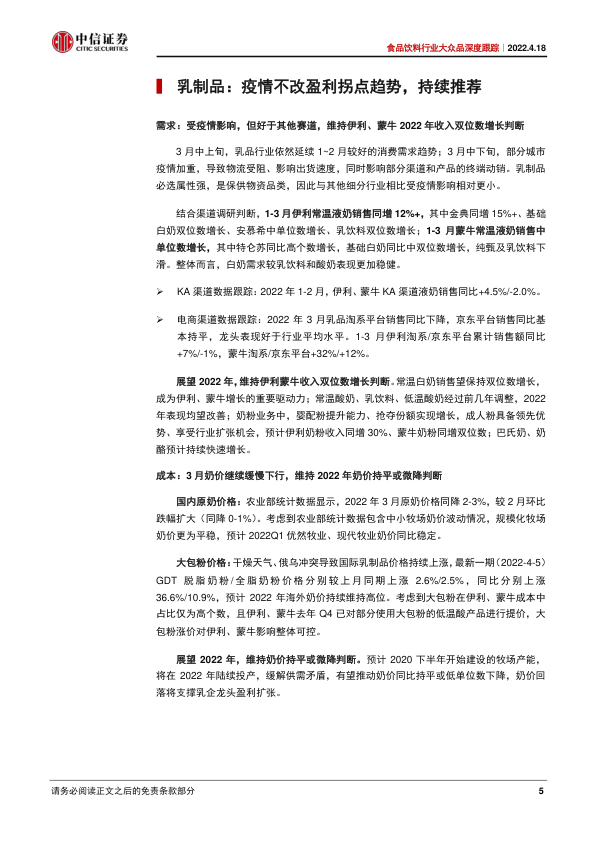 中信证券
CITIC SECURITIES
食品饮料行业大众品深度跟踪｜2022.4.18
乳制品：疫情不改盈利拐点趋势，持续推荐
需求：受疫情影响，但好于其他赛道，维持伊利、蒙牛 2022 年收入双位数增长判断
3 月中上旬，乳品行业依然延续 1~2 月较好的消费需求趋势；3 月中下旬，部分城市
疫情加重，导致物流受阻、影响出货速度，同时影响部分渠道和产品的终端动销。乳制品
必选属性强，是保供物资品类，因此与其他细分行业相比受疫情影响相对更小。
结合渠道调研判断，1-3 月伊利常温液奶销售同增 12%+，其中金典同增 15%+、基础
白奶双位数增长、安慕希中单位数增长、乳饮料双位数增长；1-3 月蒙牛常温液奶销售中
单位数增长，其中特仑苏同比高个数增长，基础白奶同比中双位数增长，纯甄及乳饮料下
滑。整体而言，白奶需求较乳饮料和酸奶表现更加稳健。
➢ KA 渠道数据跟踪：2022 年 1-2 月，伊利、蒙牛 KA 渠道液奶销售同比+4.5%/-2.0%。
➢ 电商渠道数据跟踪：2022 年 3 月乳品淘系平台销售同比下降，京东平台销售同比基
本持平，龙头表现好于行业平均水平。1-3 月伊利淘系/京东平台累计销售额同比
+7%/-1%，蒙牛淘系/京东平台+32%/+12%。
展望 2022 年，维持伊利蒙牛收入双位数增长判断。常温白奶销售望保持双位数增长，
成为伊利、蒙牛增长的重要驱动力；常温酸奶、乳饮料、低温酸奶经过前几年调整，2022
年表现均望改善；奶粉业务中，婴配粉提升能力、抢夺份额实现增长，成人粉具备领先优
势、享受行业扩张机会，预计伊利奶粉收入同增 30%、蒙牛奶粉同增双位数；巴氏奶、奶
酪预计持续快速增长。
成本：3 月奶价继续缓慢下行，维持 2022 年奶价持平或微降判断
国内原奶价格：农业部统计数据显示，2022 年 3 月原奶价格同降 2-3%，较 2 月环比
跌幅扩大（同降 0-1%）。考虑到农业部统计数据包含中小牧场奶价波动情况，规模化牧场
奶价更为平稳，预计 2022Q1 优然牧业、现代牧业奶价同比稳定。
大包粉价格：干燥天气、俄乌冲突导致国际乳制品价格持续上涨，最新一期（2022-4-5）
GDT 脱脂奶粉/全脂奶粉价格分别较上月同期上涨 2.6%/2.5%，同比分别上涨
36.6%/10.9%，预计 2022 年海外奶价持续维持高位。考虑到大包粉在伊利、蒙牛成本中
占比仅为高个数，且伊利、蒙牛去年 Q4 已对部分使用大包粉的低温酸产品进行提价，大
包粉涨价对伊利、蒙牛影响整体可控。
展望 2022 年，维持奶价持平或微降判断。预计 2020 下半年开始建设的牧场产能，
将在 2022 年陆续投产，缓解供需矛盾，有望推动奶价同比持平或低单位数下降，奶价回
落将支撑乳企龙头盈利扩张。
请务必阅读正文之后的免责条款部分
5